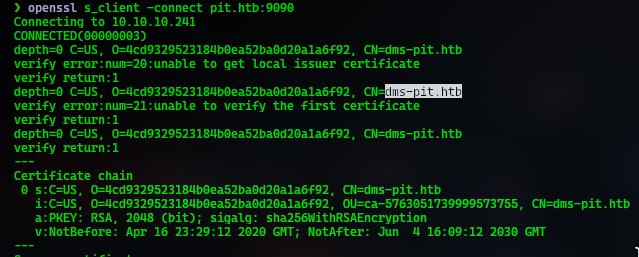 ❯ openssl s_client -connect pit.htb:9090
Connecting to 10.10.10.241
CONNECTED(00000003)
depth=0 C=US, O=4cd9329523184b0ea52ba0d20a1a6f92, CN=dms-pit.htb
verify error:num=20:unable to get local issuer certificate
verify return:1
depth=0 C=US, O=4cd9329523184b0ea52ba0d20a1a6f92, CN=dms-pit.htb
verify error:num=21:unable to verify the first certificate
verify return:1
depth=0 C=US, O=4cd9329523184b0ea52ba0d20a1a6f92, CN=dms-pit.htb
verify return:1
---
Certificate chain
 0 s:C=US, O=4cd9329523184b0ea52ba0d20a1a6f92, CN=dms-pit.htb
   i:C=US, O=4cd9329523184b0ea52ba0d20a1a6f92, OU=ca-5763051739999573755, CN=dms-pit.htb
   a:PKEY: RSA, 2048 (bit); sigalg: sha256WithRSAEncryption
   v:NotBefore: Apr 16 23:29:12 2020 GMT; NotAfter: Jun  4 16:09:12 2030 GMT
---